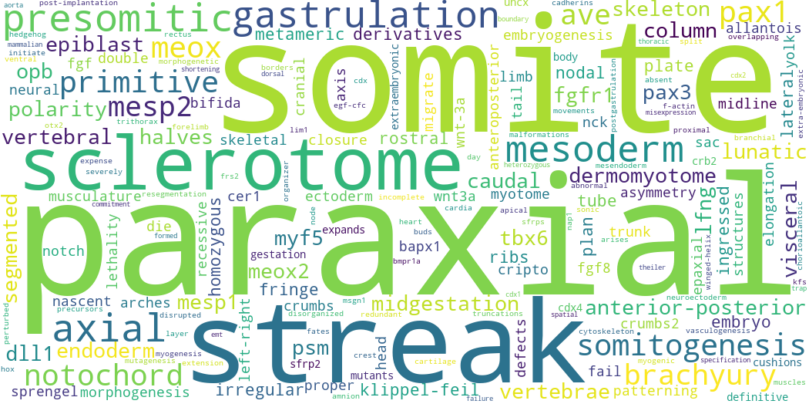 aorta
post-implantation
presomitic
gastrulation
uncx
cadherins
boundary
hedgehog
rectus
mammalian
initiate
morphogenetic
ventral
shortening
metameric
derivatives
ave
skeleton
pax1
embryogenesis
column
allantois
overlapping
epiblast
meox
double
fgf
opb
neural
borders
dorsal
cranial
axis
cdx
egf-cfc
extraembryonic
migrate
wnt-3a
anteroposterior
limb
tail
body
nodal
fgfr1
thoracic
split
plate
absent
cdx2
lateral
yolk
extra-embryonic
somite
primitive
polarity
mesp2
bifida
trithorax
forelimb
otx2
lim1
vertebral
halves
skeletal
closure
rostral
movements
postgastrulation
nck
pax3
f-actin
misexpression
midline
malformations
proximal
branchial
sclerotome
mesoderm
sac
crb2
lunatic
expense
severely
frs2
day
heterozygous
mesendoderm
caudal
dermomyotome
musculature
resegmentation
organizer
ectoderm
wnt3a
myotome
abnormal
asymmetry
cer1
commitment
incomplete
segmented
notch
lethality
die
formed
recessive
homozygous
paraxial
node
expands
myf5
gestation
meox2
heart
buds
bmpr1a
cardia
apical
sfrps
bapx1
nap1
sonic
tbx6
ribs
cripto
arises
fgf8
tube
plan
trunk
theiler
epaxial
winged-helix
lfng
ingressed
structures
elongation
visceral
chorioallantoic
kfs
trap
nascent
arches
mesp1
fringe
crumbs
msgn1
midgestation
cdx1
neuroectoderm
perturbed
precursors
disrupted
axial
layer
emt
left-right
disorganized
redundant
truncations
streak
spatial
cdx4
anterior-posterior
vasculogenesis
crumbs2
embryo
dll1
endoderm
myogenesis
psm
fates
head
defects
cytoskeleton
somitogenesis
hox
mutagenesis
extension
sfrp2
crest
cartilage
myogenic
specification
cushions
notochord
mutants
fail
brachyury
muscles
sprengel
morphogenesis
irregular
proper
amnion
klippel-feil
failure
vertebrae
patterning
definitive